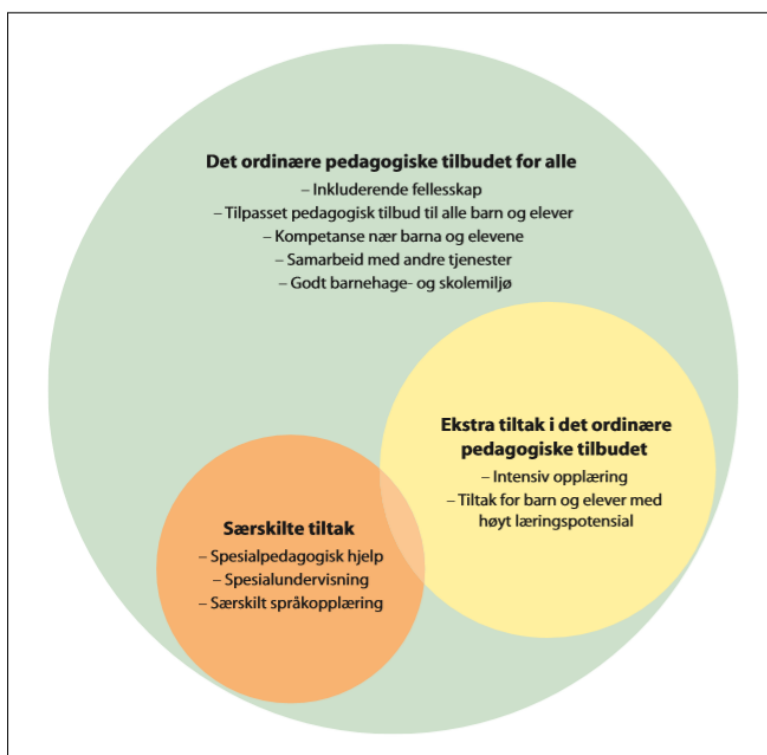 Det ordinære pedagogiske tilbudet for alle
– Inkluderende fellesskap
– Tilpasset pedagogisk tilbud til alle barn og elever
– Kompetanse nær barna og elevene
– Samarbeid med andre tjenester
– Godt barnehage- og skolemiljø
Ekstra tiltak i det ordinære
pedagogiske tilbudet
– Intensiv opplæring
– Tiltak for barn og elever med
høyt læringspotensial
Særskilte tiltak
– Spesialpedagogisk hjelp
– Spesialundervisning
– Særskilt språkopplæring